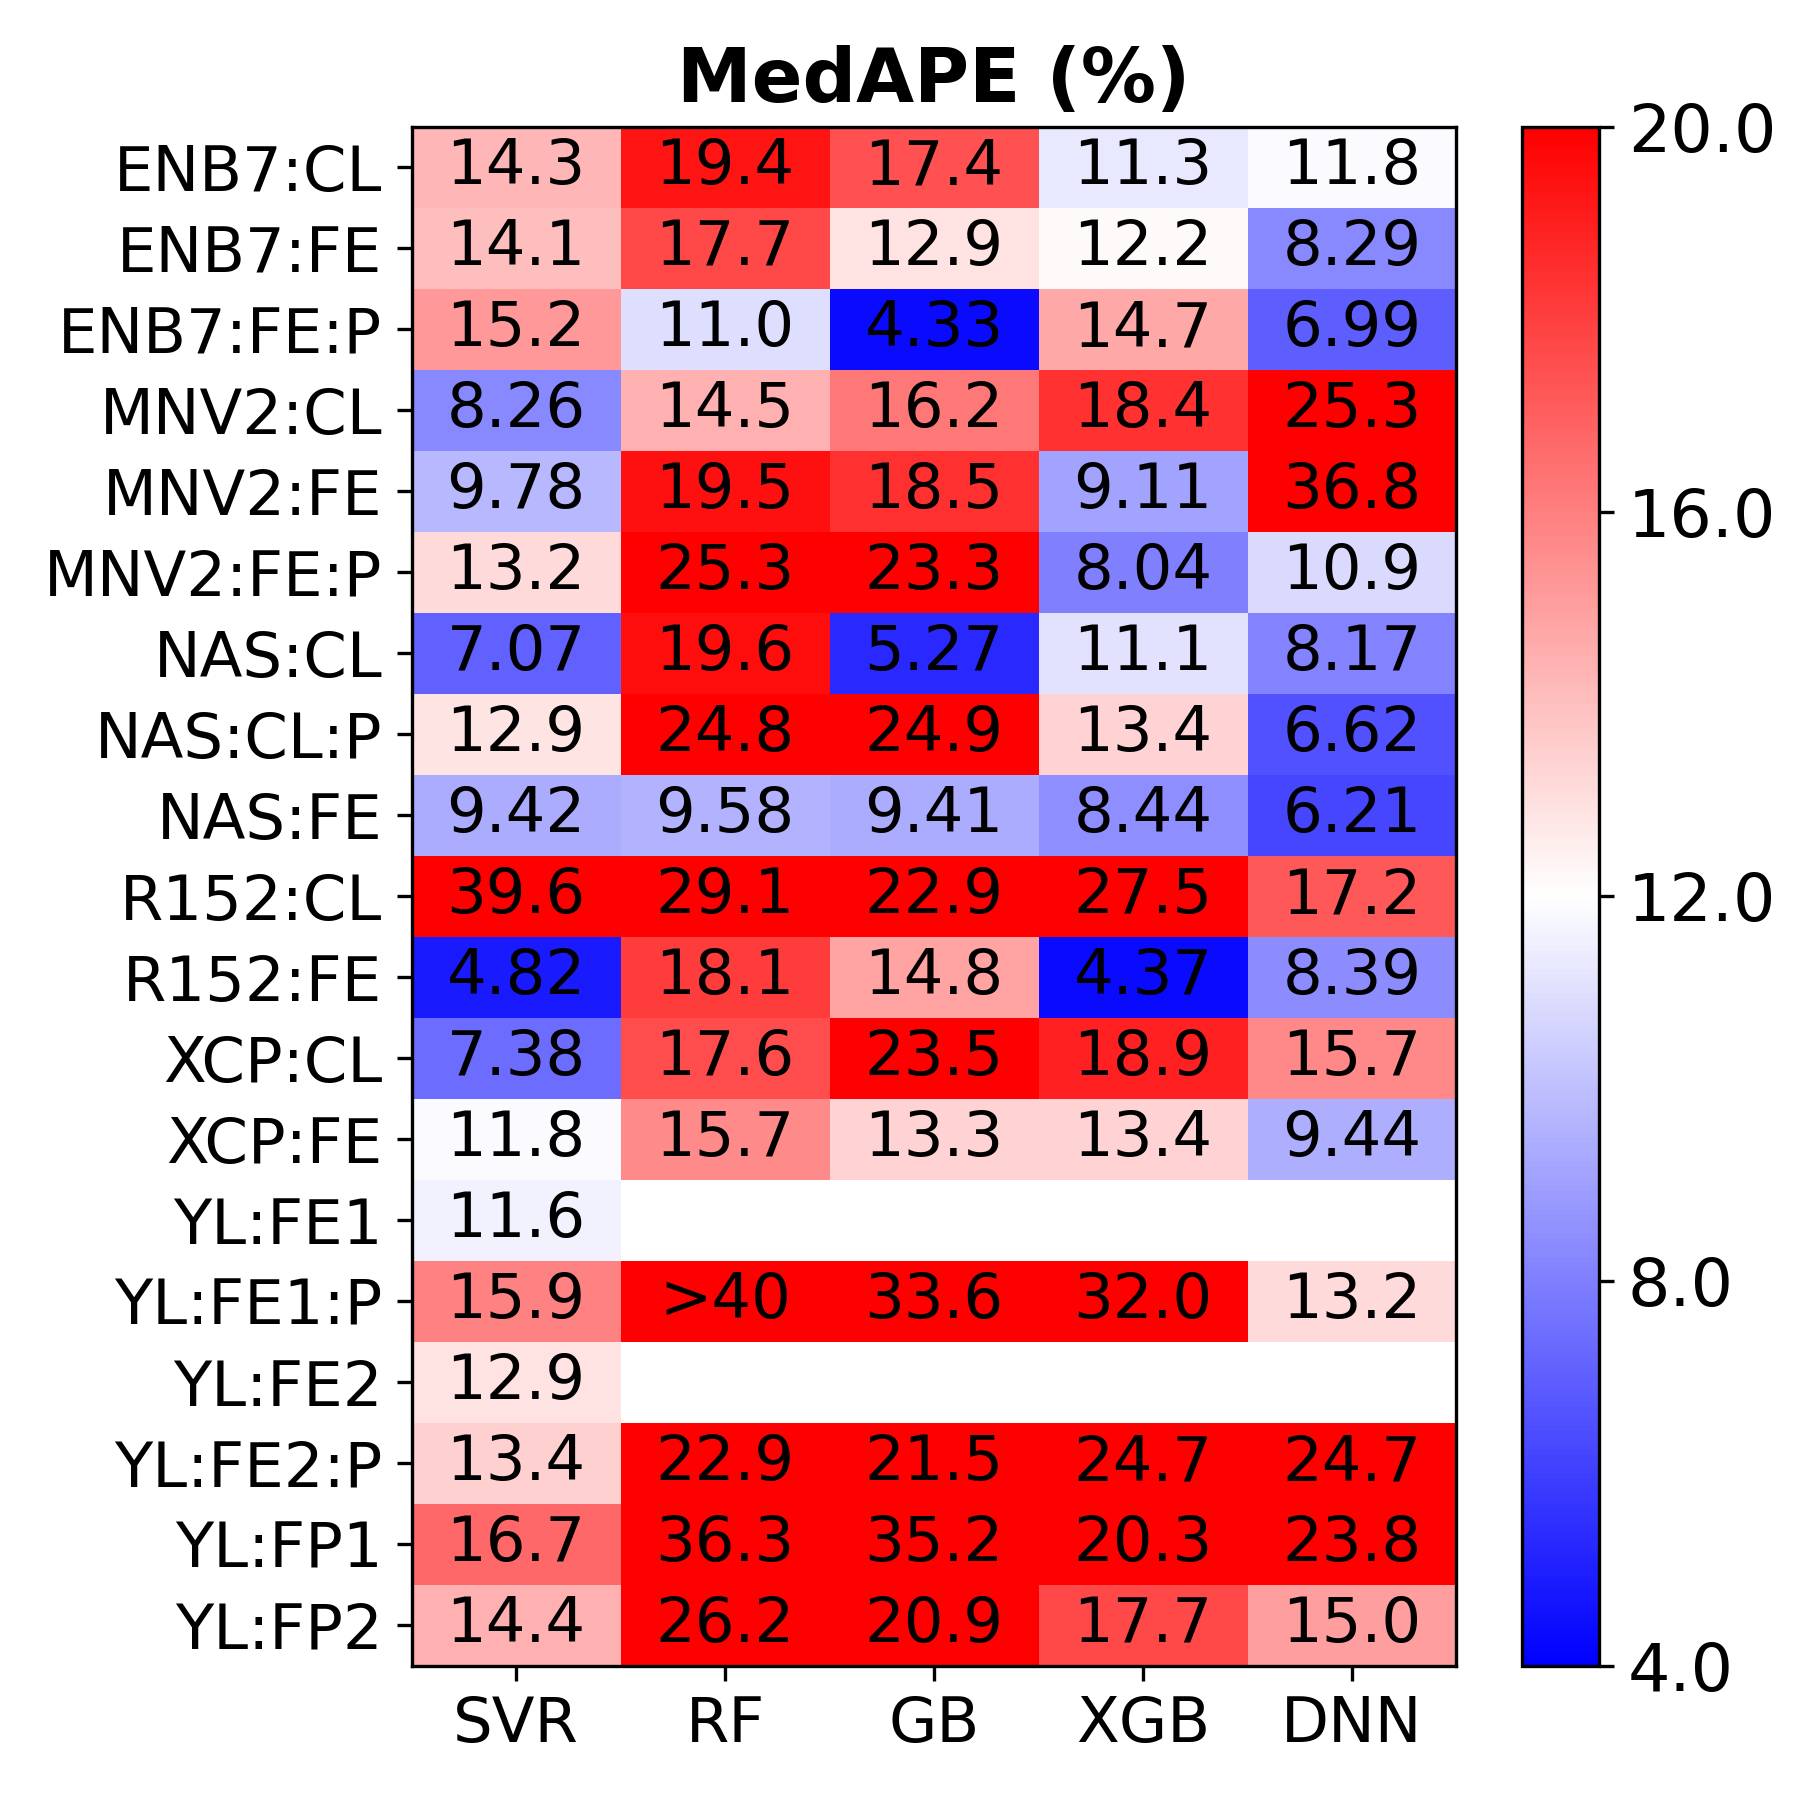 MedAPE (%)
ENB7:CL 14.3 19.4 17.4 11.3 11.8
ENB7:FE 14.1 17.7 12.9 12.2 8.29
ENB7:FE:P 15.2 11.0 4.33 14.7 6.99
MNV2:CL 8.26 14.5 16.2 18.4 25.3
MNV2:FE 9.78 19.5 18.5 9.11 36.8
MNV2:FE:P 13.2 25.3 23.3 8.04 10.9
NAS:CL 7.07 19.6 5.27 11.1 8.17
NAS:CL:P 12.9 24.8 24.9 13.4 6.62
NAS:FE 9.42 9.58 9.41 8.44 6.21
R152:CL 39.6 29.1 22.9 27.5 17.2
R152:FE 4.82 18.1 14.8 4.37 8.39
XCP:CL 7.38 17.6 23.5 18.9 15.7
XCP:FE 11.8 15.7 13.3 13.4 9.44
YL:FE1 11.6
YL:FE1:P 15.9 >40 33.6 32.0 13.2
YL:FE2 12.9
YL:FE2:P 13.4 22.9 21.5 24.7 24.7
YL:FP1 16.7 36.3 35.2 20.3 23.8
YL:FP2 14.4 26.2 20.9 17.7 15.0
SVR RF GB XGB DNN
20.0
16.0
12.0
8.0
4.0